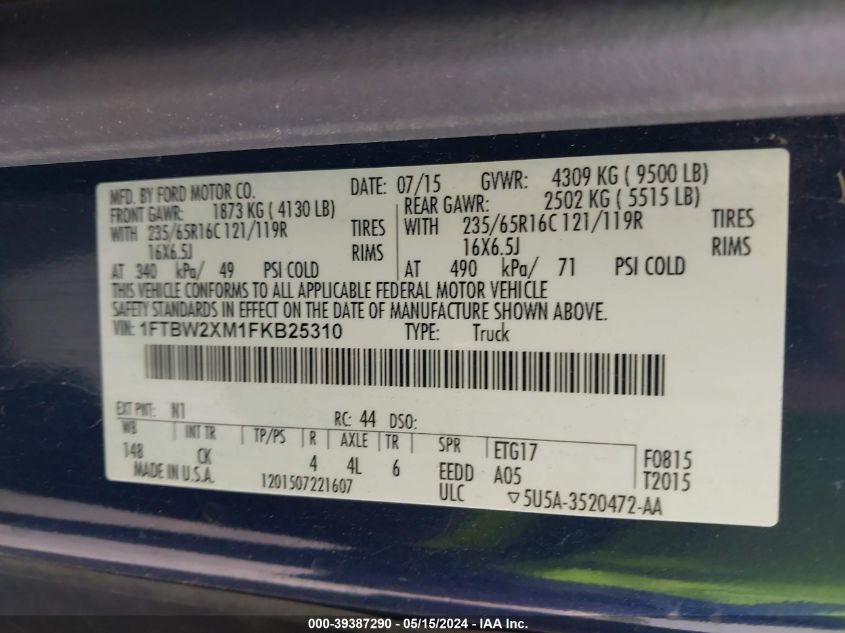 MFD. BY FORD MOTOR CO. DATE: 07/15 GVWR: 4309 KG ( 9500 LB)
FRONT GAWR: 1873 KG ( 4130 LB) REAR GAWR: 2502 KG ( 5515 LB)
WITH 235/65R16C 121/119R TIRES WITH 235/65R16C 121/119R TIRES
16X6.5J RIMS 16X6.5J RIMS
AT 340 kPa/ 49 PSI COLD AT 490 kPa/ 71 PSI COLD
THIS VEHICLE CONFORMS TO ALL APPLICABLE FEDERAL MOTOR VEHICLE
SAFETY STANDARDS IN EFFECT ON THE DATE OF MANUFACTURE SHOWN ABOVE.
VIN: 1FTBW2XM1FKB25310 TYPE: Truck
EXT PNT: N1 RC: 44 DSO:
WB INT TR TP/PS R AXLE TR SPR ETG17 F0815
148 CK 4 4L 6 EEDD A05 T2015
MADE IN U.S.A. 1201507221607 ULC ▽5U5A-3520472-AA
000-39387290 - 05/15/2024 - IAA Inc.